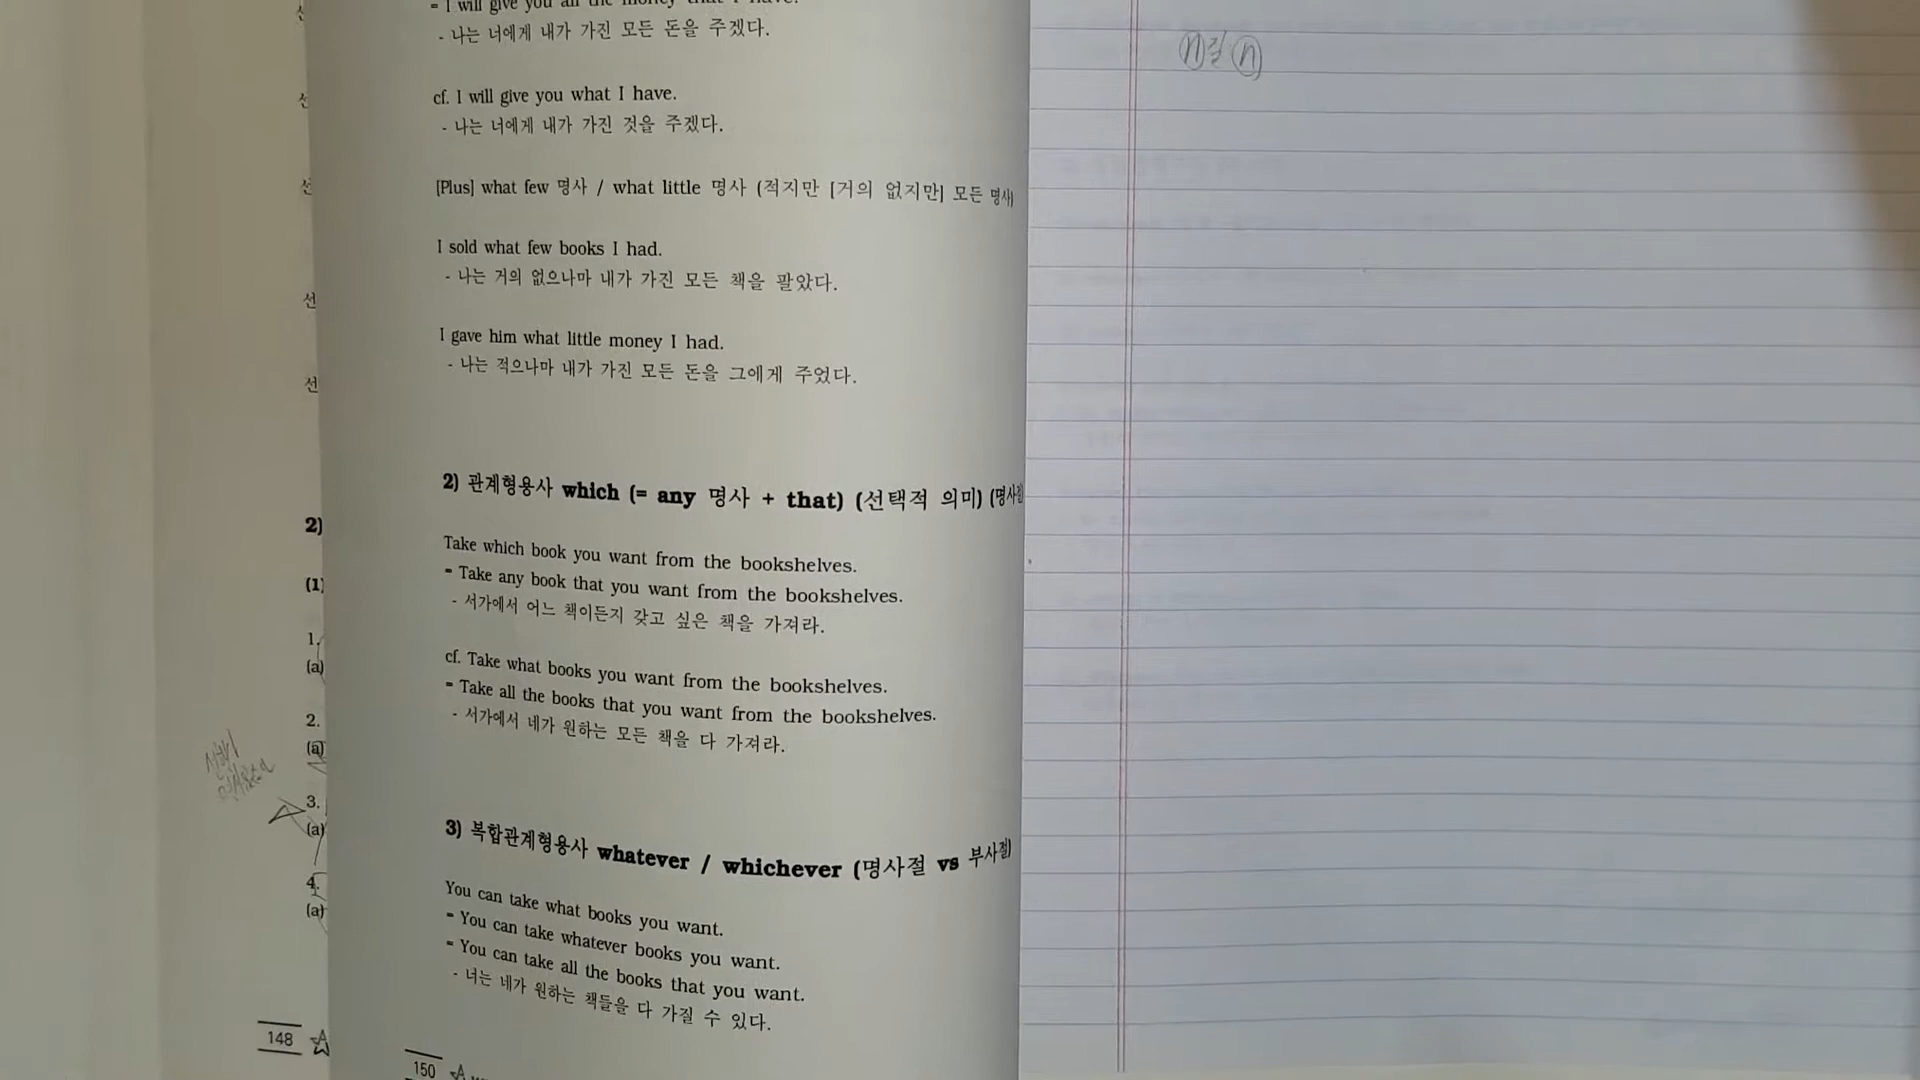 = I will give you all the money that I have.
- 나는 너에게 내가 가진 모든 돈을 주겠다.
cf. I will give you what I have.
- 나는 너에게 내가 가진 것을 주겠다.
[Plus] what few 명사 / what little 명사 (적지만 [거의 없지만] 모든 명사)
I sold what few books I had.
- 나는 거의 없으나마 내가 가진 모든 책을 팔았다.
I gave him what little money I had.
- 나는 적으나마 내가 가진 모든 돈을 그에게 주었다.
2) 관계형용사 which (= any 명사 + that) (선택적 의미) (명사절
Take which book you want from the bookshelves.
= Take any book that you want from the bookshelves.
- 서가에서 어느 책이든지 갖고 싶은 책을 가져라.
cf. Take what books you want from the bookshelves.
= Take all the books that you want from the bookshelves.
- 서가에서 네가 원하는 모든 책을 다 가져라.
3) 복합관계형용사 whatever / whichever (명사절 vs 부사절)
You can take what books you want.
= You can take whatever books you want.
= You can take all the books that you want.
- 너는 네가 원하는 책들을 다 가질 수 있다.
150
선
선
2)
(1)
1.
(a)
2.
(a)
3.
(a)
4.
(a)
148